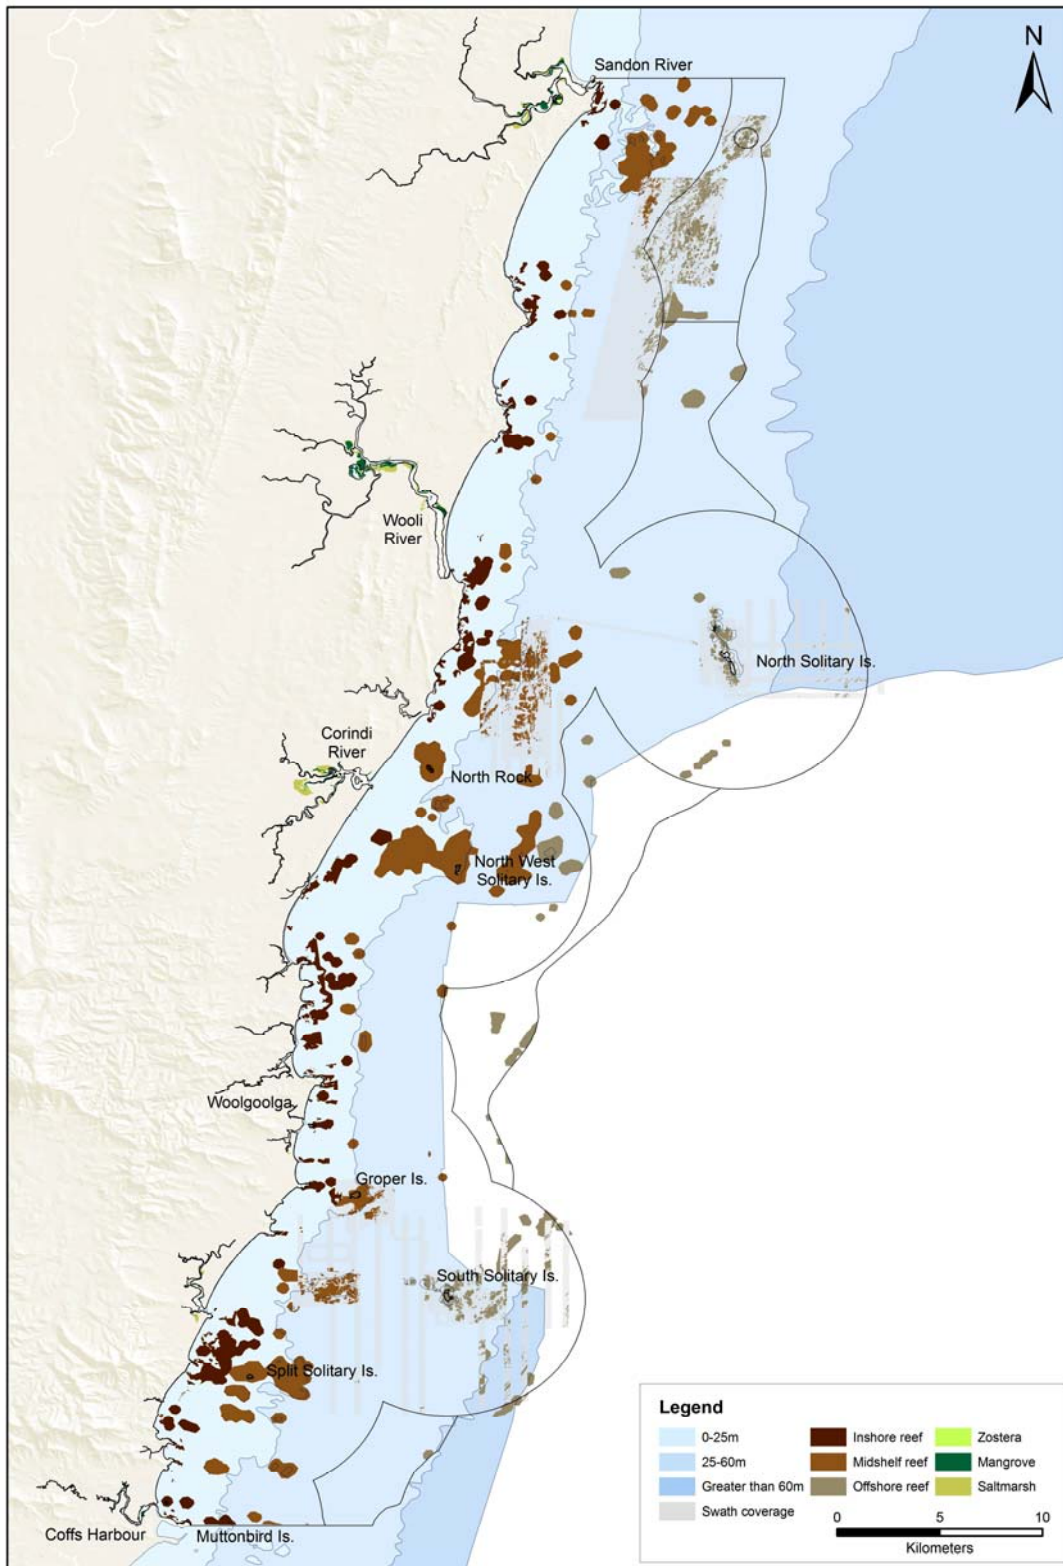 N
Sandon River
Wooli
River
North Solitary Is.
Corindi
River
North Rock
North West
Solitary Is.
Woolgoolga
Groper Is.
South Solitary Is.
Split Solitary Is.
Coffs Harbour
Muttonbird Is.
Legend
0-25m
25-60m
Greater than 60m
Swath coverage
Inshore reef
Midshelf reef
Offshore reef
Zostera
Mangrove
Saltmarsh
0 5 10
Kilometers